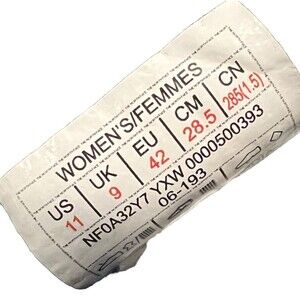 WOMEN'S/FEMMES
US UK EU CM CN
11 9 42 28.5 285(1.5)
NF0A32Y7 YXW 0000500393
06-193